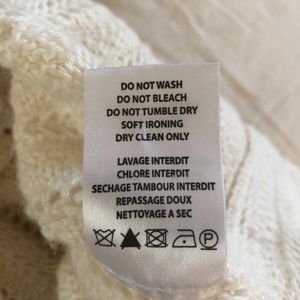 DO NOT WASH
DO NOT BLEACH
DO NOT TUMBLE DRY
SOFT IRONING
DRY CLEAN ONLY
LAVAGE INTERDIT
CHLORE INTERDIT
SECHAGE TAMBOUR INTERDIT
REPASSAGE DOUX
NETTOYAGE A SEC
P